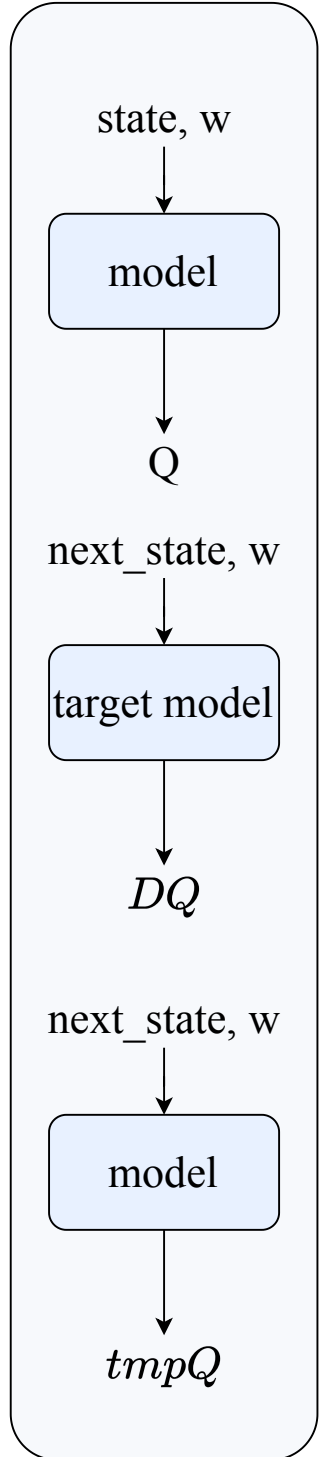 state, w
model
Q
next_state, w
target model
DQ
next_state, w
model
tmpQ